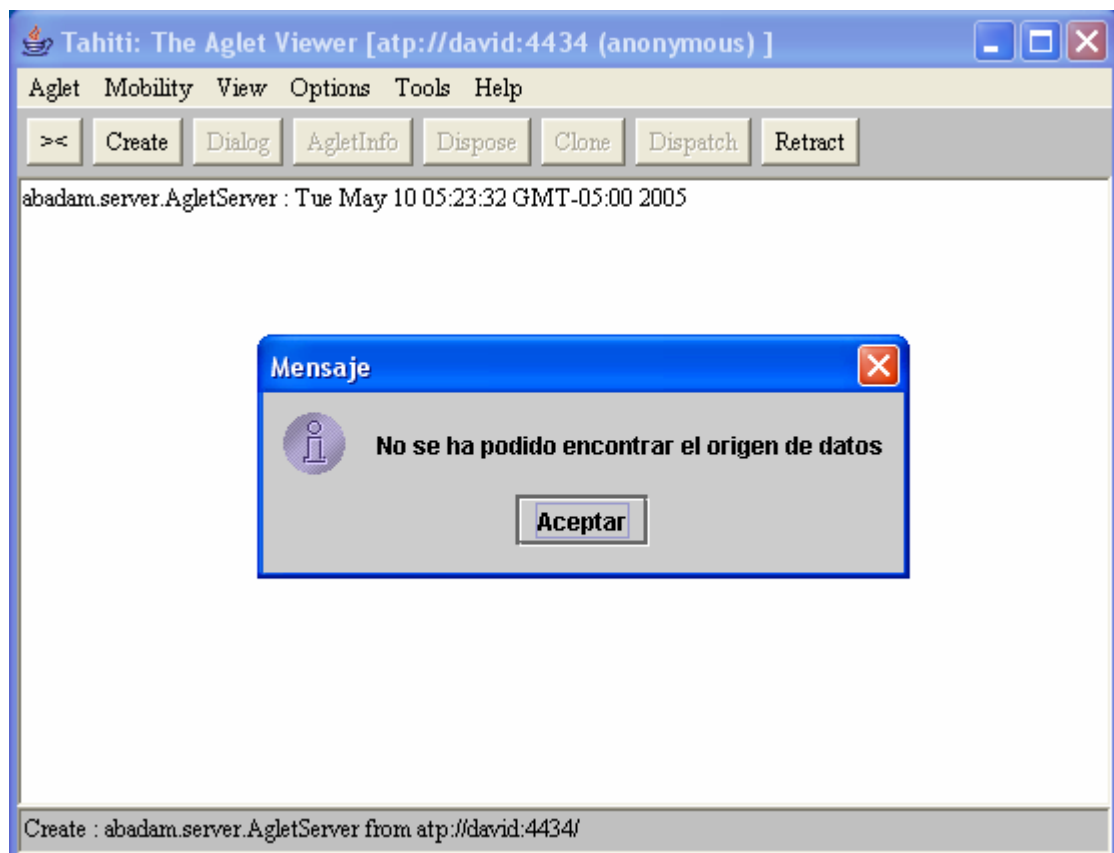 Tahiti: The Aglet Viewer [atp://david:4434 (anonymous) ]
Aglet Mobility View Options Tools Help
>< Create Dialog AgletInfo Dispose Clone Dispatch Retract
abadam.server.AgletServer : Tue May 10 05:23:32 GMT-05:00 2005
Mensaje
No se ha podido encontrar el origen de datos
Aceptar
Create : abadam.server.AgletServer from atp://david:4434/